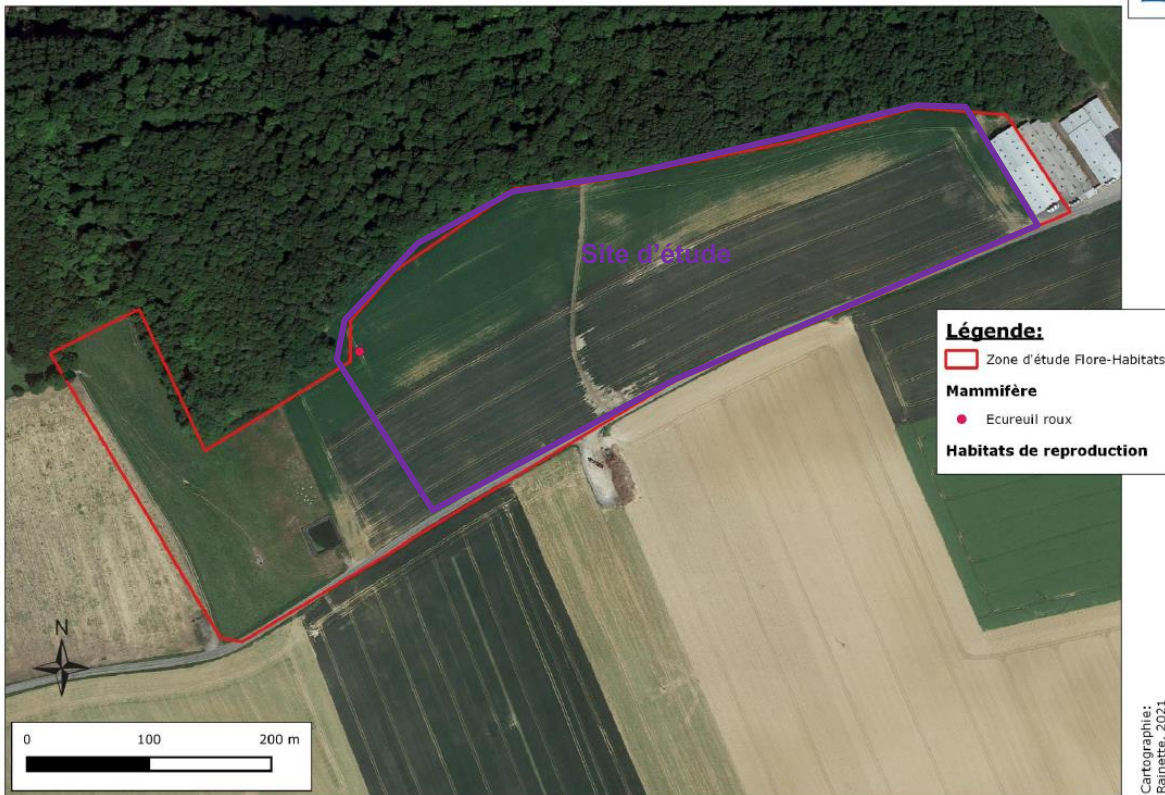 Site d'étude
Légende:
Zone d'étude Flore-Habitats
Mammifère
Ecureuil roux
Habitats de reproduction
N
0 100 200 m
Cartographie:
Rainette, 2021